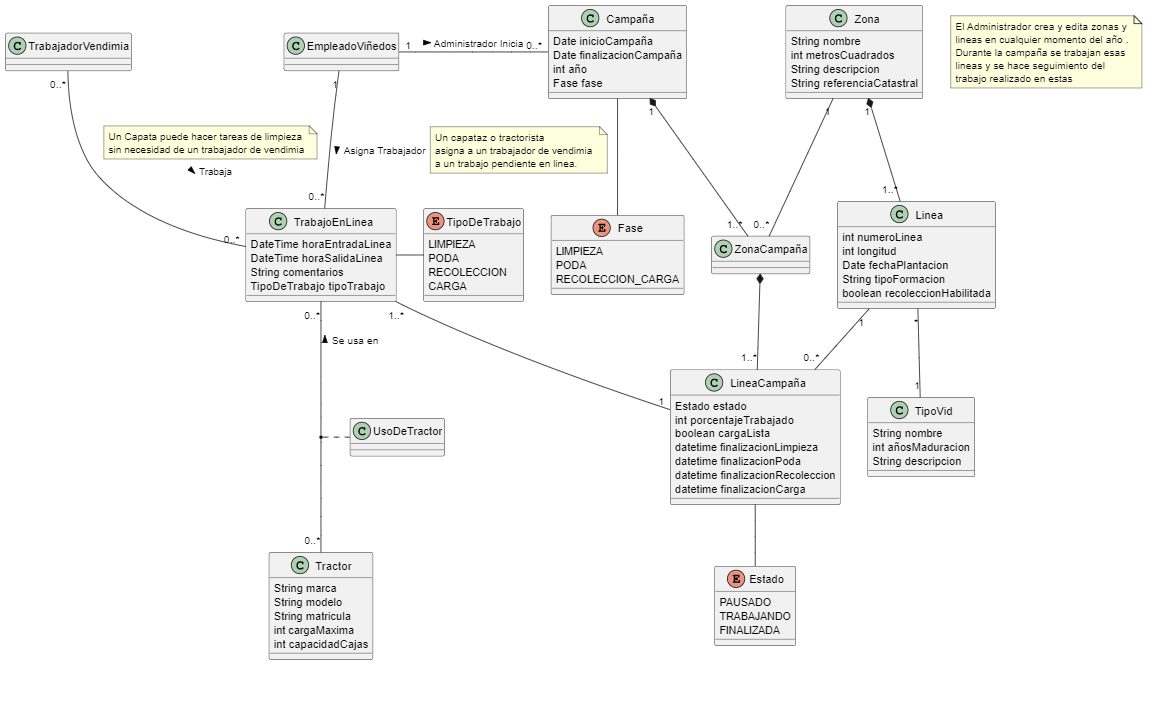 C TrabajadorVendimia
0..*
C EmpleadoViñedos
1
Administrador Inicia
0..*
1
C Campaña
Date inicioCampaña
Date finalizacionCampaña
int año
Fase fase
1
C Zona
String nombre
int metrosCuadrados
String descripcion
String referenciaCatastral
1
1
El Administrador crea y edita zonas y
lineas en cualquier momento del año .
Durante la campaña se trabajan esas
lineas y se hace seguimiento del
trabajo realizado en estas
Un Capata puede hacer tareas de limpieza
sin necesidad de un trabajador de vendimia
Trabaja
Asigna Trabajador
Un capataz o tractorista
asigna a un trabajador de vendimia
a un trabajo pendiente en linea.
0..*
0..*
C TrabajoEnLinea
DateTime horaEntradaLinea
DateTime horaSalidaLinea
String comentarios
TipoDeTrabajo tipoTrabajo
E TipoDeTrabajo
LIMPIEZA
PODA
RECOLECCION
CARGA
E Fase
LIMPIEZA
PODA
RECOLECCION_CARGA
1..*
0..*
C ZonaCampaña
1..*
C Linea
int numeroLinea
int longitud
Date fechaPlantacion
String tipoFormacion
boolean recoleccionHabilitada
0..*
1..*
Se usa en
1
*
1..*
0..*
1
1
C LineaCampaña
Estado estado
int porcentajeTrabajado
boolean cargaLista
datetime finalizacionLimpieza
datetime finalizacionPoda
datetime finalizacionRecoleccion
datetime finalizacionCarga
C TipoVid
String nombre
int añosMaduracion
String descripcion
C UsoDeTractor
0..*
C Tractor
String marca
String modelo
String matricula
int cargaMaxima
int capacidadCajas
E Estado
PAUSADO
TRABAJANDO
FINALIZADA